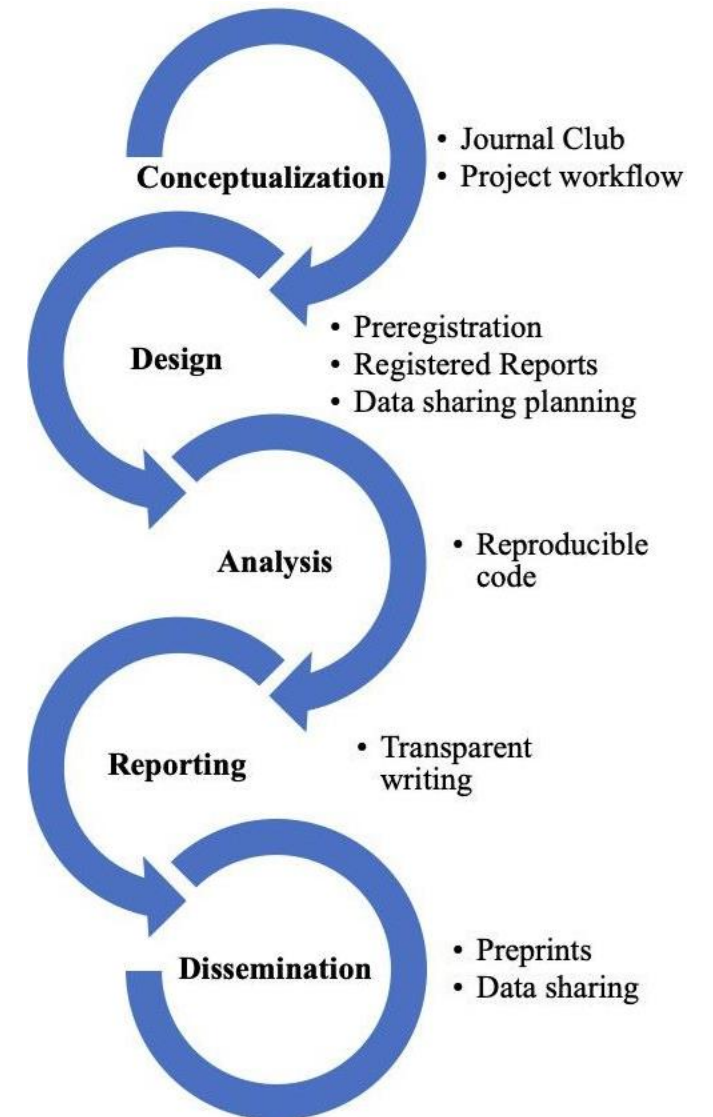 Conceptualization
• Journal Club
• Project workflow
Design
• Preregistration
• Registered Reports
• Data sharing planning
Analysis
• Reproducible
code
Reporting
• Transparent
writing
Dissemination
• Preprints
• Data sharing